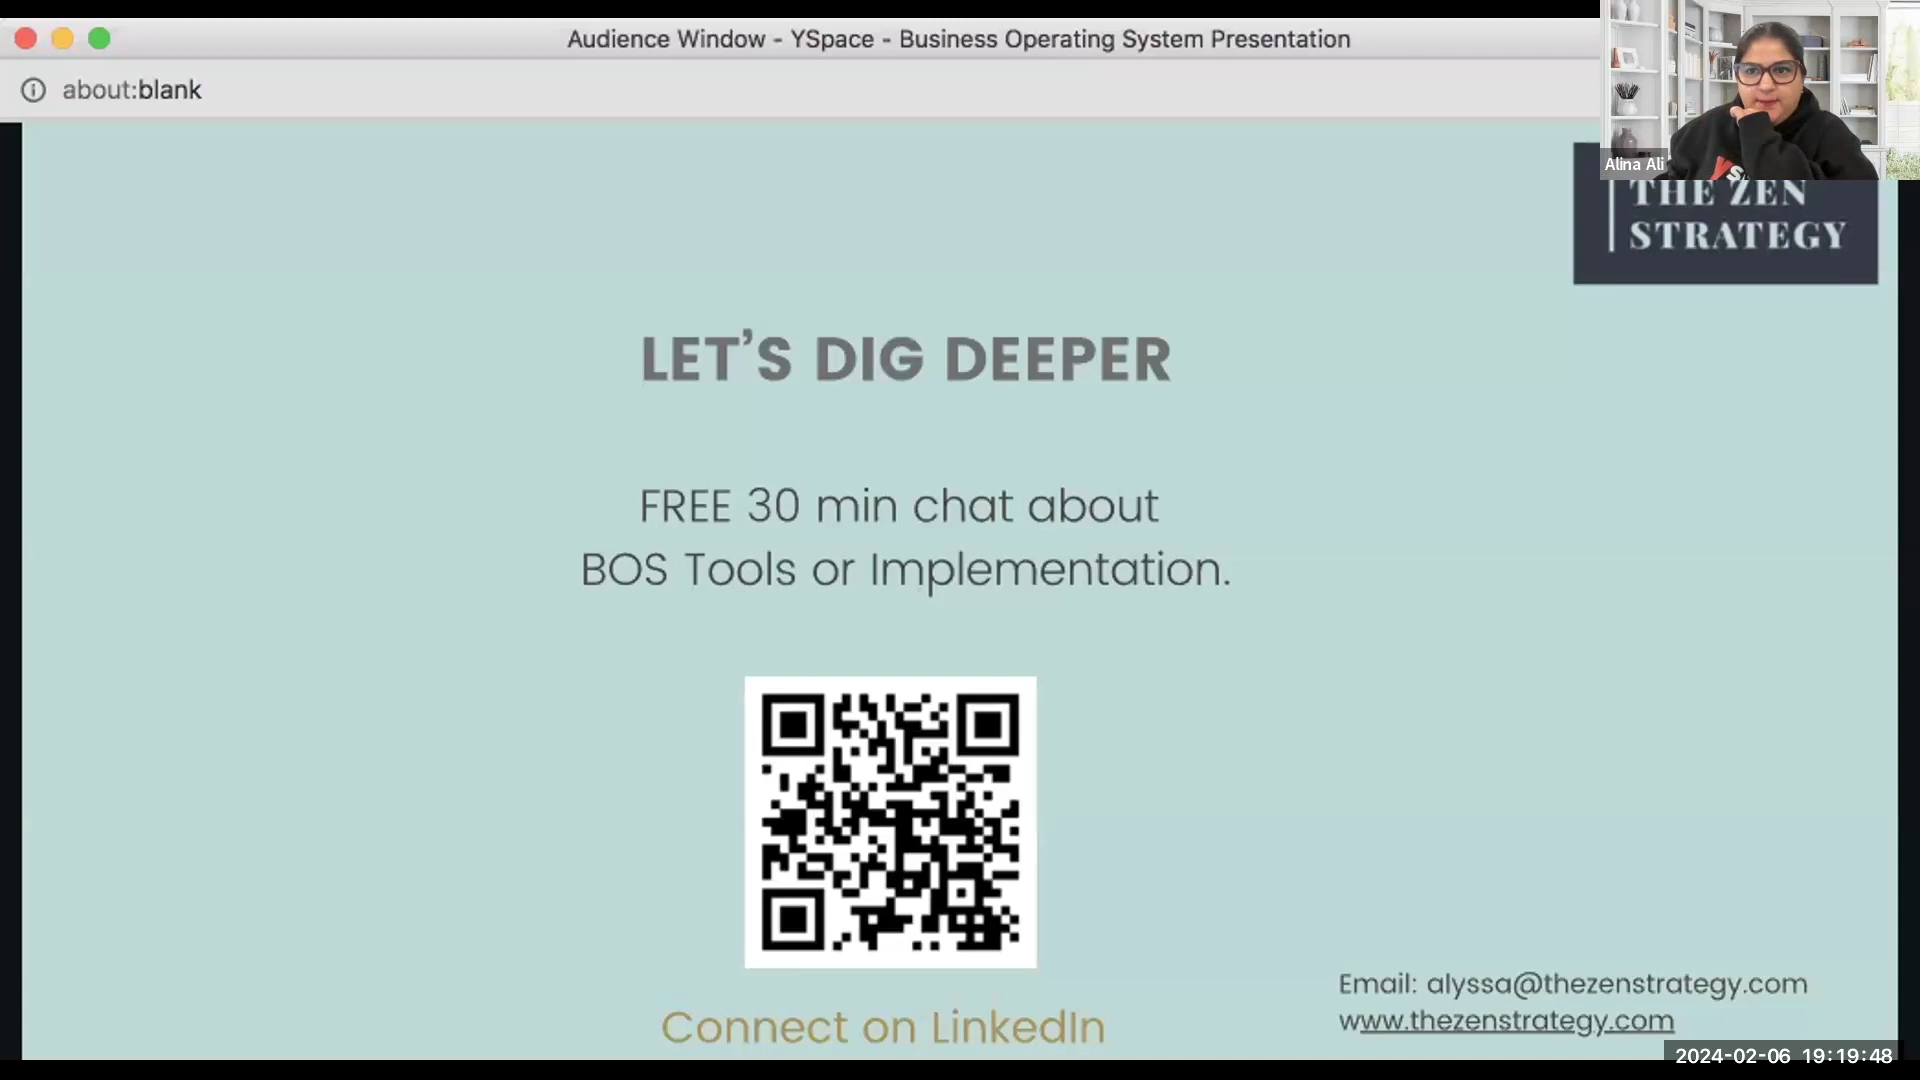 Audience Window - YSpace - Business Operating System Presentation
about:blank
Alina Ali
THE ZEN
STRATEGY
LET’S DIG DEEPER
FREE 30 min chat about
BOS Tools or Implementation.
Connect on LinkedIn
Email: alyssa@thezenstrategy.com
www.thezenstrategy.com
2024-02-06 19:19:48